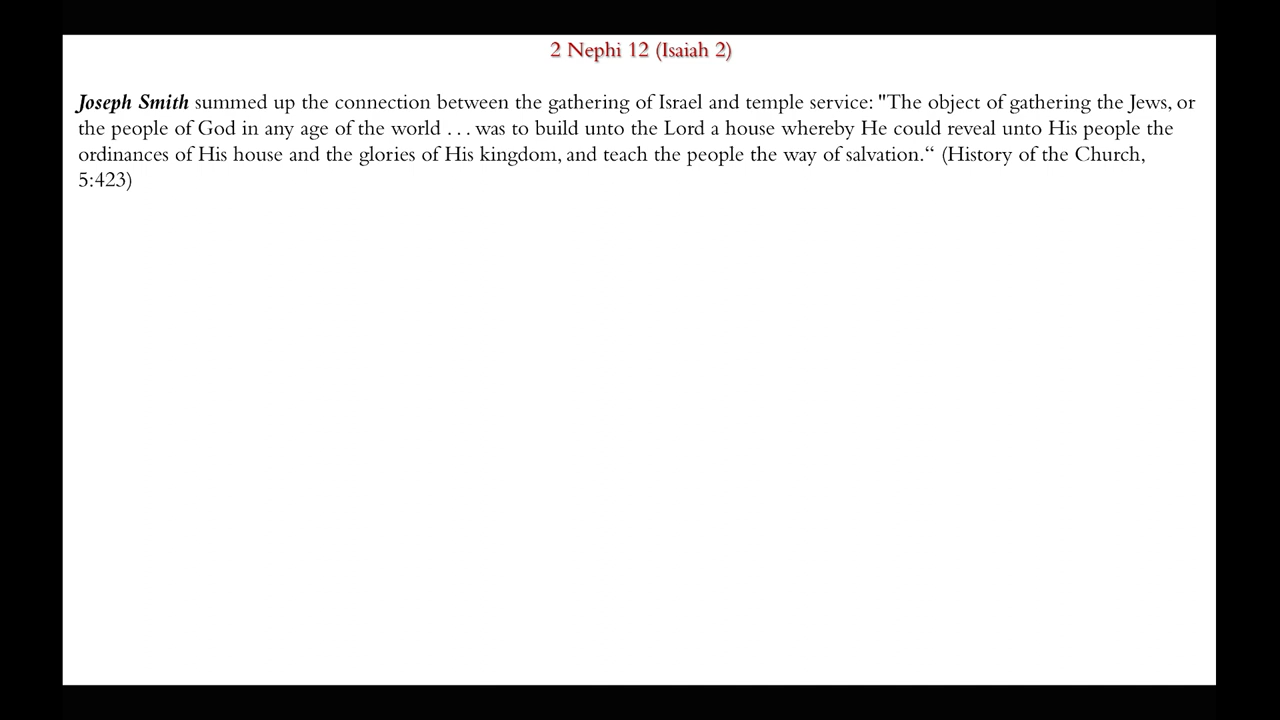 2 Nephi 12 (Isaiah 2)
Joseph Smith summed up the connection between the gathering of Israel and temple service: "The object of gathering the Jews, or
the people of God in any age of the world . . . was to build unto the Lord a house whereby He could reveal unto His people the
ordinances of His house and the glories of His kingdom, and teach the people the way of salvation.“ (History of the Church,
5:423)